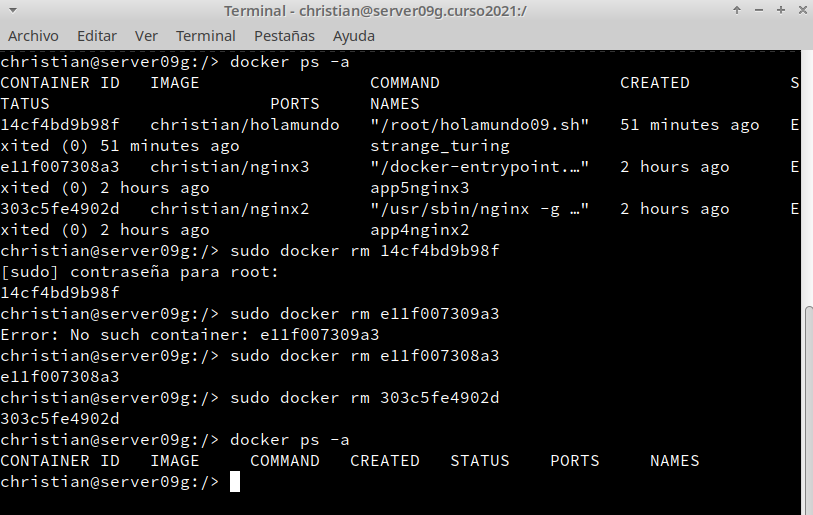 Terminal - christian@server09g.curso2021:/
Archivo Editar Ver Terminal Pestañas Ayuda
christian@server09g:/> docker ps -a
CONTAINER ID   IMAGE                 COMMAND                  CREATED          S
TATUS                      PORTS     NAMES
14cf4bd9b98f   christian/holamundo   "/root/holamundo09.sh"   51 minutes ago   E
xited (0) 51 minutes ago             strange_turing
e11f007308a3   christian/nginx3      "/docker-entrypoint.…"   2 hours ago      E
xited (0) 2 hours ago                app5nginx3
303c5fe4902d   christian/nginx2      "/usr/sbin/nginx -g …"   2 hours ago      E
xited (0) 2 hours ago                app4nginx2
christian@server09g:/> sudo docker rm 14cf4bd9b98f
[sudo] contraseña para root:
14cf4bd9b98f
christian@server09g:/> sudo docker rm e11f007309a3
Error: No such container: e11f007309a3
christian@server09g:/> sudo docker rm e11f007308a3
e11f007308a3
christian@server09g:/> sudo docker rm 303c5fe4902d
303c5fe4902d
christian@server09g:/> docker ps -a
CONTAINER ID   IMAGE     COMMAND   CREATED   STATUS    PORTS     NAMES
christian@server09g:/>